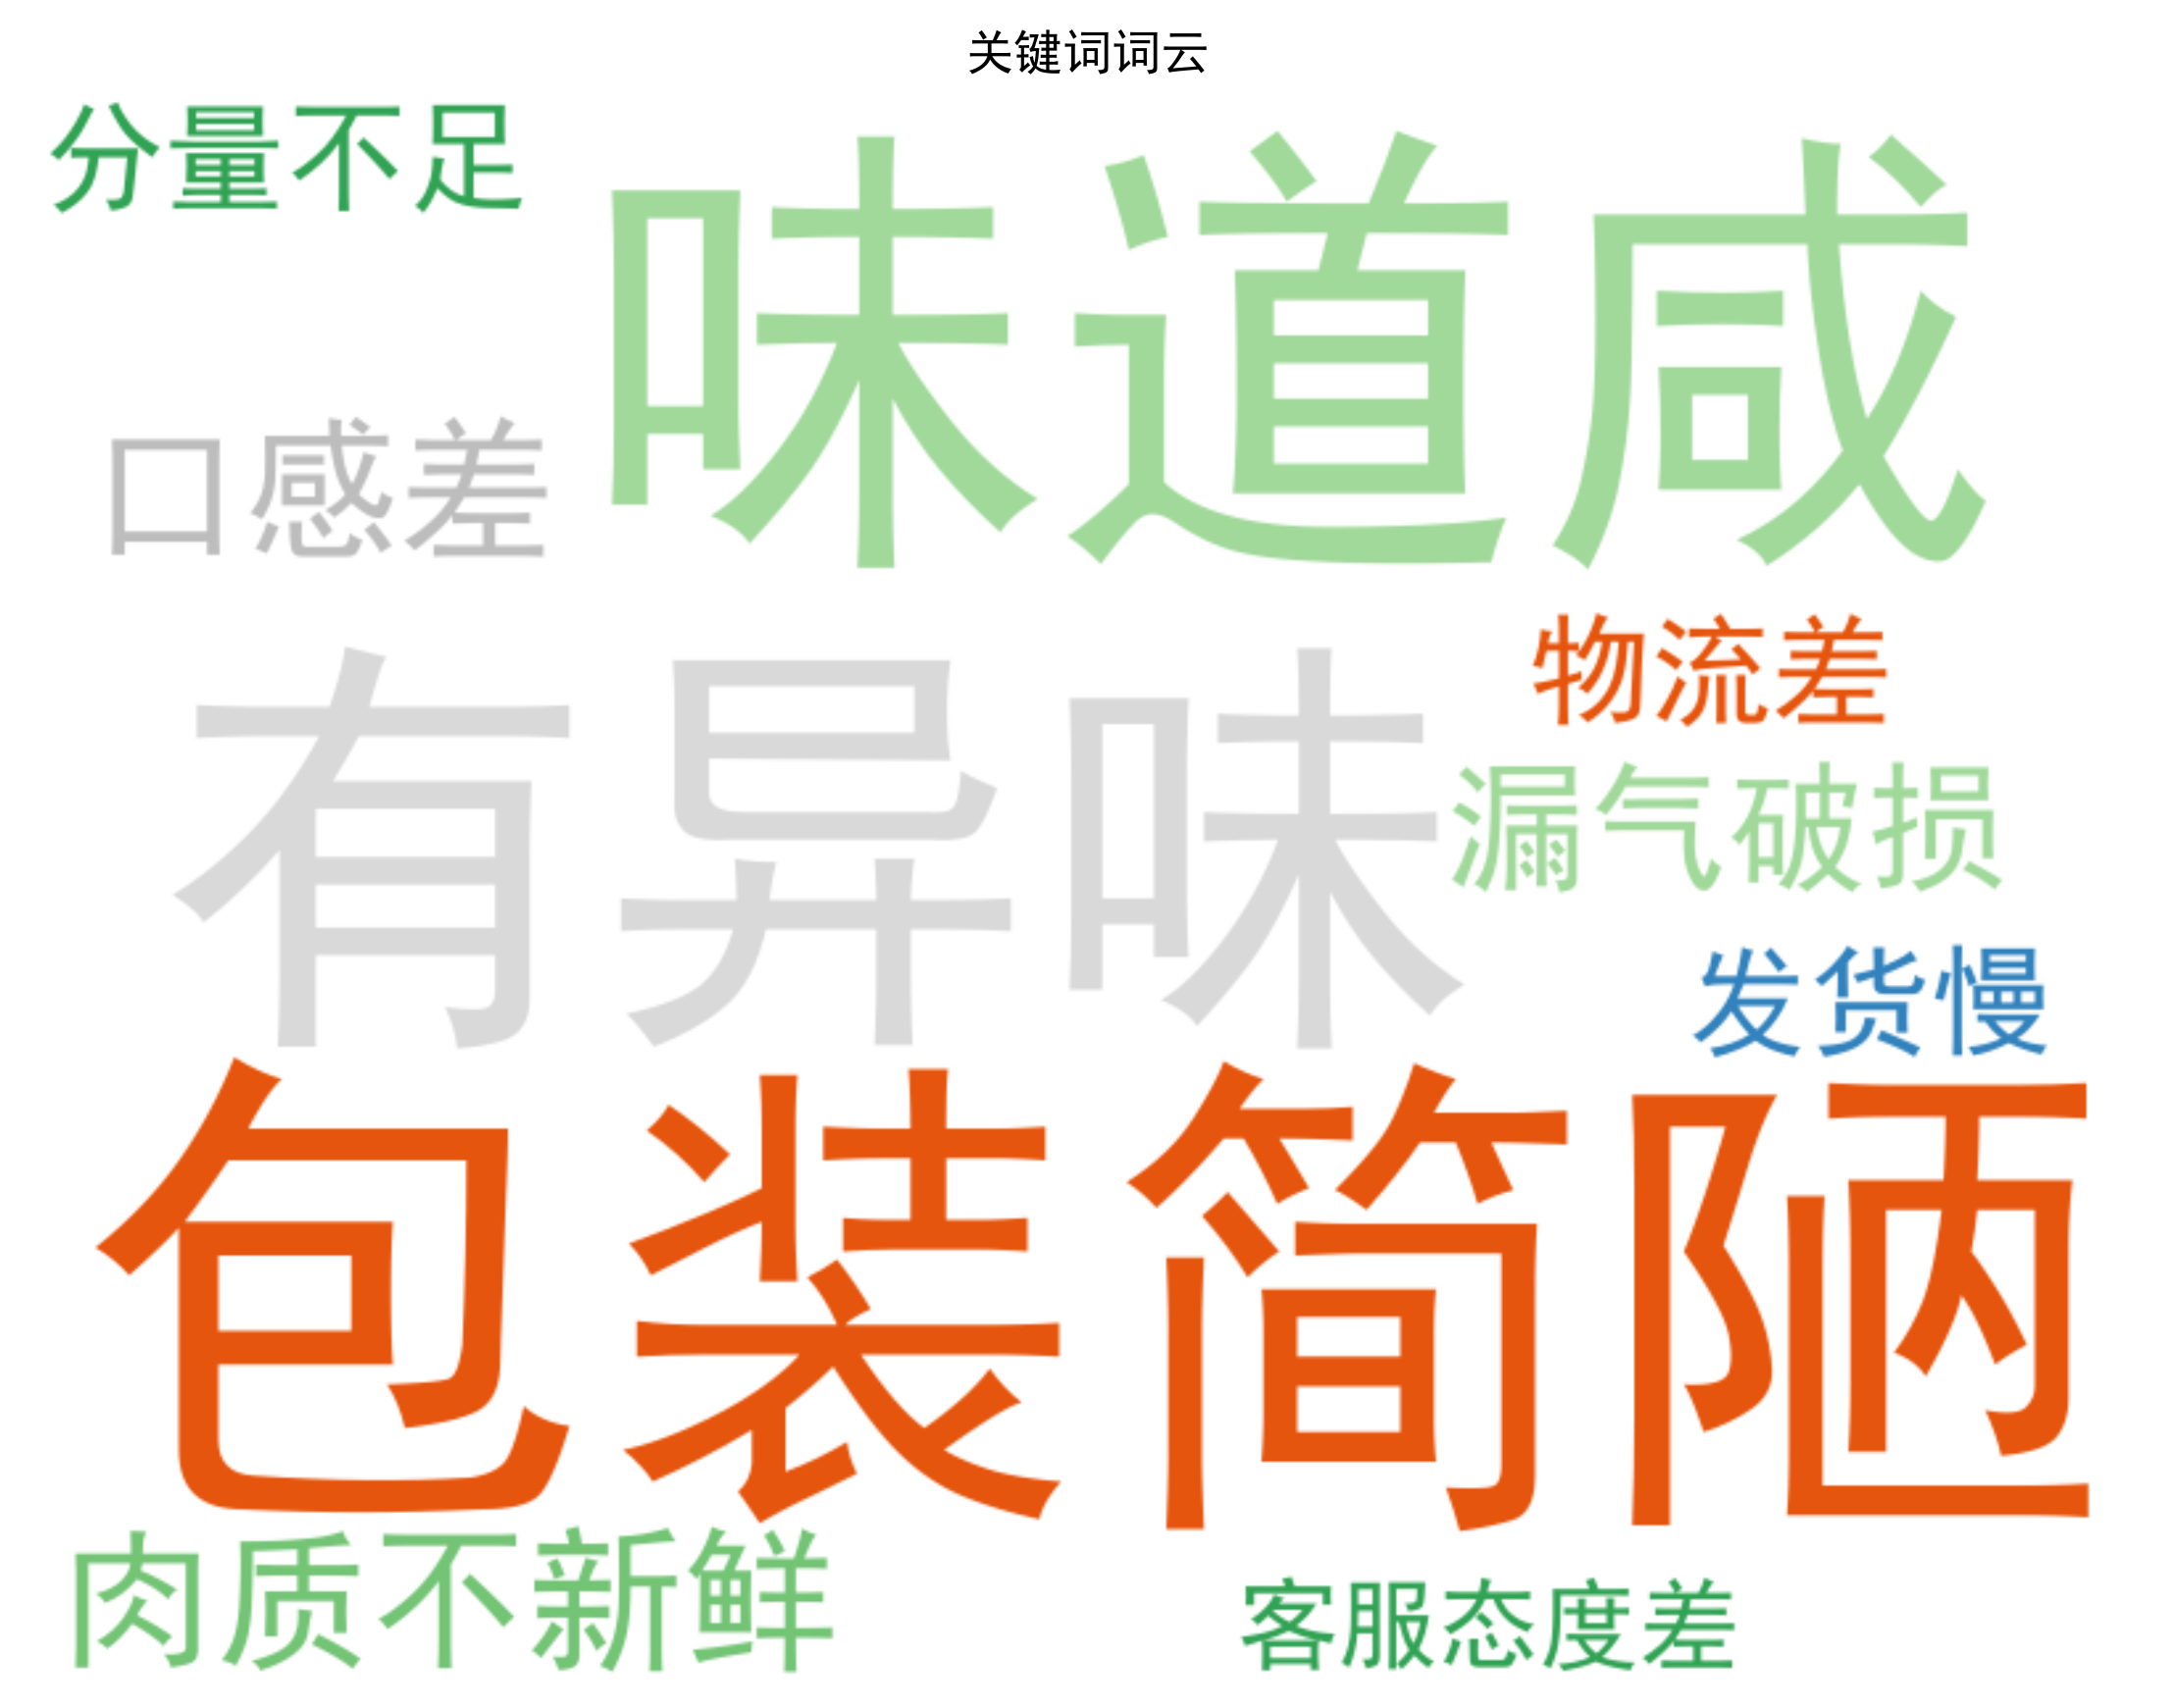 关键词词云
分量不足
味道咸
口感差
有异味
物流差
漏气破损
发货慢
包装简陋
肉质不新鲜
客服态度差